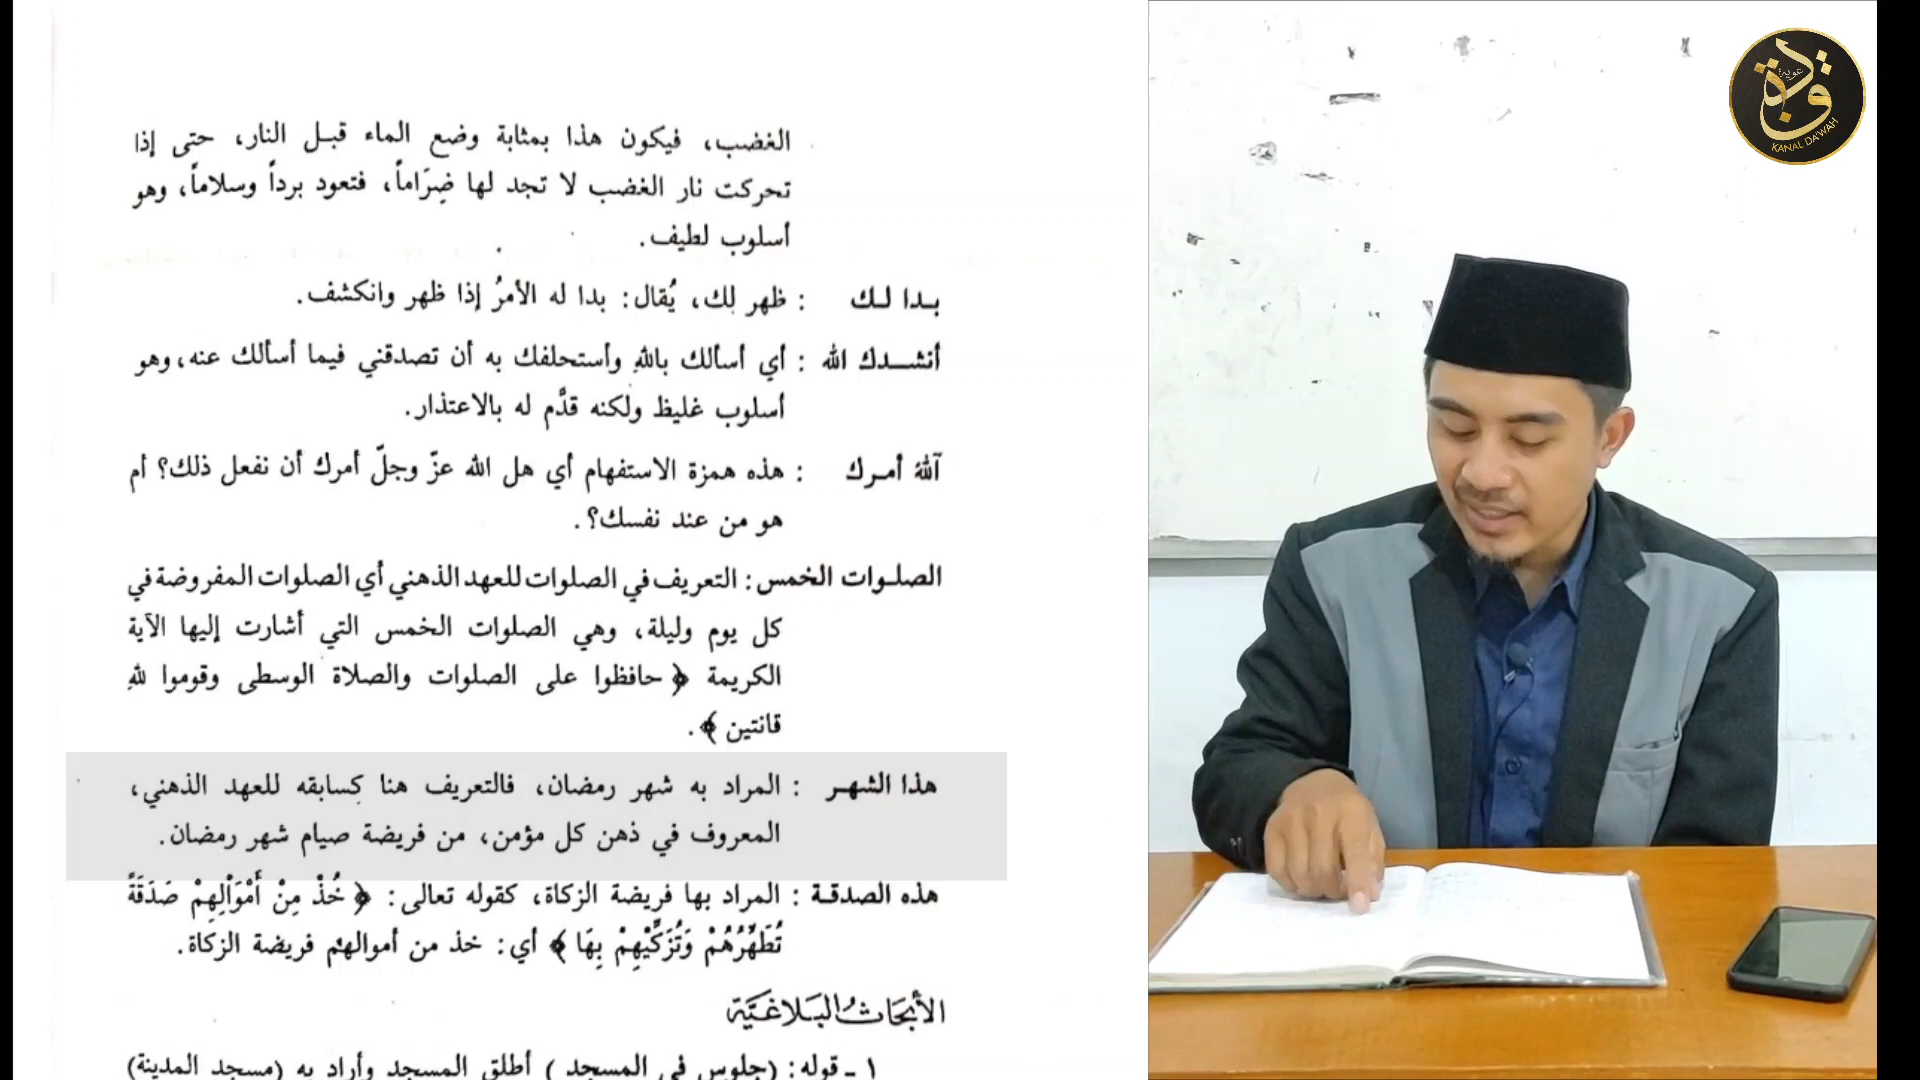 الغضب، فيكون هذا بمثابة وضع الماء قبل النار، حتى إذا
تحركت نار الغضب لا تجد لها ضِرَاماً، فتعود برداً وسلاماً، وهو
أسلوب لطيف.
بدا لك : ظهر لك، يُقال: بدا له الأمرُ إذا ظهر وانكشف.
أنشدك الله : أي أسألك باللهِ وأستحلفك به أن تصدقني فيما أسألك عنه، وهو
أسلوب غليظ ولكنه قدَّم له بالاعتذار.
آللهُ أمرك : هذه همزة الاستفهام أي هل الله عزّ وجلّ أمرك أن نفعل ذلك؟ أم
هو من عند نفسك؟.
الصلوات الخمس: التعريف في الصلوات للعهد الذهني أي الصلوات المفروضة في
كل يوم وليلة، وهي الصلوات الخمس التي أشارت إليها الآية
الكريمة ﴿ حافظوا على الصلوات والصلاة الوسطى وقوموا للهِ
قانتين ﴾.
هذا الشهر : المراد به شهر رمضان، فالتعريف هنا كسابقه للعهد الذهني،
المعروف في ذهن كل مؤمن، من فريضة صيام شهر رمضان.
هذه الصدقة : المراد بها فريضة الزكاة، كقوله تعالى: ﴿ خُذْ مِنْ أَمْوَالِهِمْ صَدَقَةً
تُطَهِّرُهُمْ وَتُزَكِّيهِمْ بِهَا ﴾ أي: خذ من أموالهم فريضة الزكاة.
الأبحَاثُ البَلاغيَّة
١ - قوله: (جلوس في المسجد ) أطلق المسجد وأراد به (مسجد المدينة)
KANAL DA'WAH